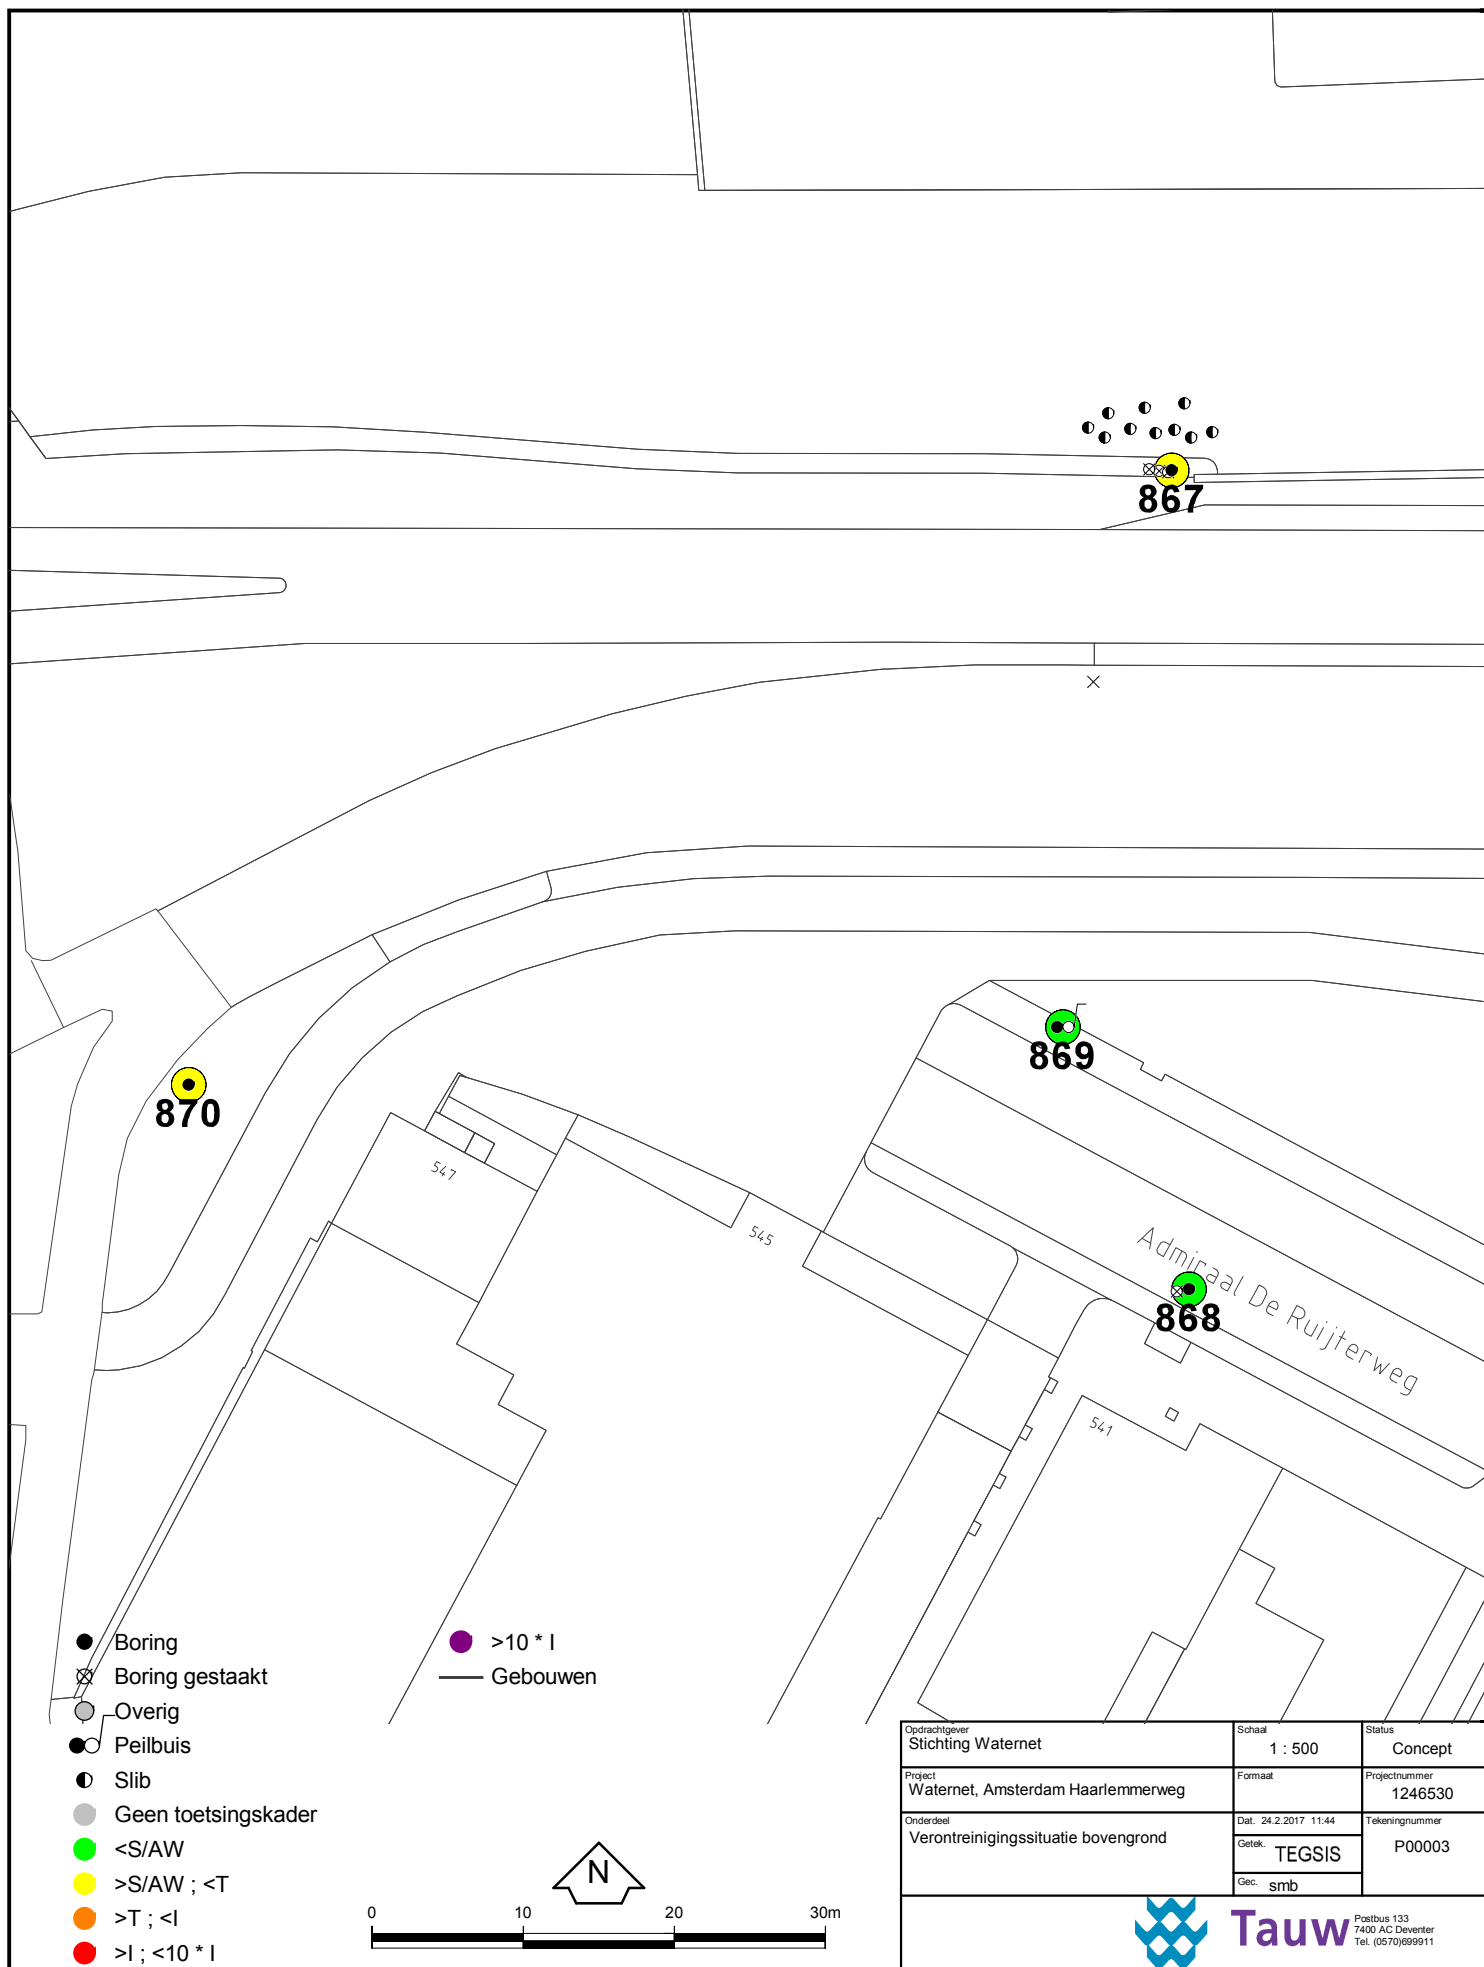 867
869
870
547
545
Admiraal De Ruijterweg
868
541
Boring
Boring gestaakt
Overig
Peilbuis
Slib
Geen toetsingskader
<S/AW
>S/AW ; <T
>T ; <I
>I ; <10 * I
>10 * I
Gebouwen
N
0 10 20 30m
Opdrachtgever
Stichting Waternet
Schaal
1 : 500
Status
Concept
Project
Waternet, Amsterdam Haarlemmerweg
Formaat
Projectnummer
1246530
Onderdeel
Verontreinigingssituatie bovengrond
Dat. 24.2.2017 11:44
Getek. TEGSIS
Gec. smb
Tekeningnummer
P00003
Tauw
Postbus 133
7400 AC Deventer
Tel. (0570)699911